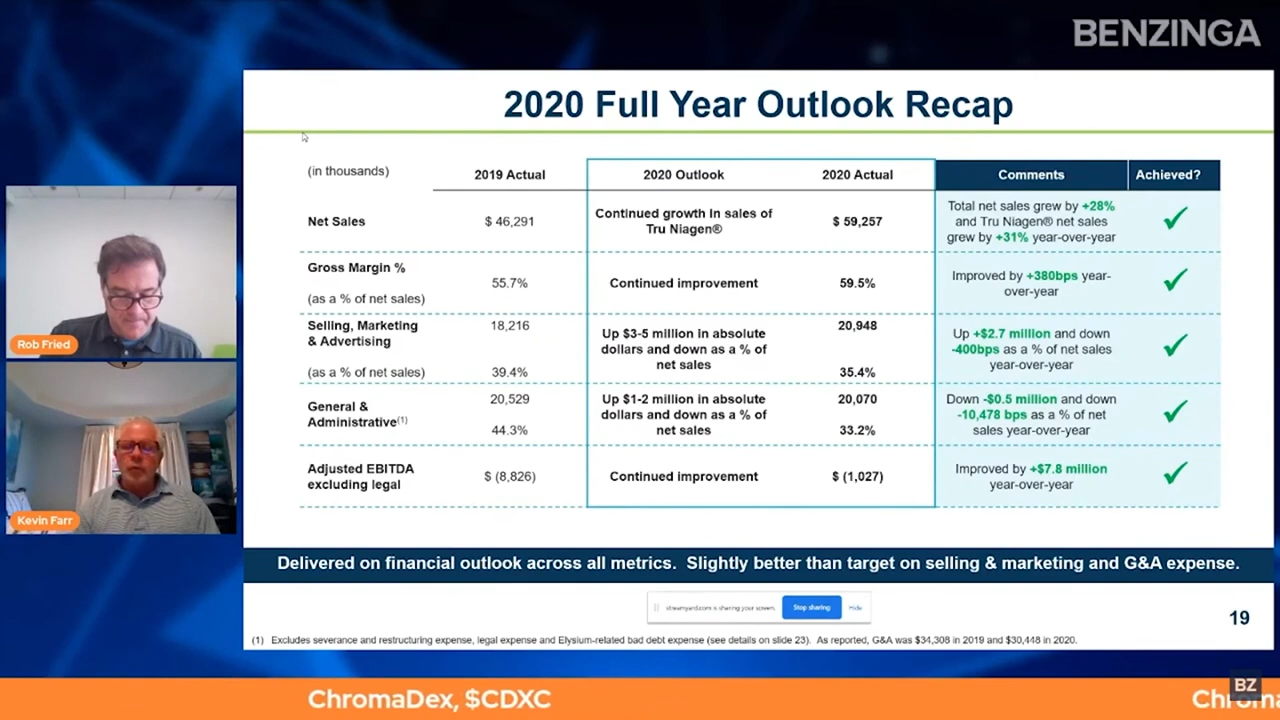 BENZINGA
2020 Full Year Outlook Recap
(in thousands)
2019 Actual
2020 Outlook
2020 Actual
Comments
Achieved?
Net Sales
$ 46,291
Continued growth in sales of
Tru Niagen®
$ 59,257
Total net sales grew by +28%
and Tru Niagen® net sales
grew by +31% year-over-year
Gross Margin %
(as a % of net sales)
55.7%
Continued improvement
59.5%
Improved by +380bps year-
over-year
Selling, Marketing
& Advertising
(as a % of net sales)
18,216
39.4%
Up $3-5 million in absolute
dollars and down as a % of
net sales
20,948
35.4%
Up +$2.7 million and down
-400bps as a % of net sales
year-over-year
General &
Administrative(1)
20,529
44.3%
Up $1-2 million in absolute
dollars and down as a % of
net sales
20,070
33.2%
Down -$0.5 million and down
-10,478 bps as a % of net
sales year-over-year
Adjusted EBITDA
excluding legal
$ (8,826)
Continued improvement
$ (1,027)
Improved by +$7.8 million
year-over-year
Delivered on financial outlook across all metrics. Slightly better than target on selling & marketing and G&A expense.
streamyard.com is sharing your screen.
Stop sharing
Hide
19
(1) Excludes severance and restructuring expense, legal expense and Elysium-related bad debt expense (see details on slide 23). As reported, G&A was $34,308 in 2019 and $30,448 in 2020.
Rob Fried
Kevin Farr
BZ
ChromaDex, $CDXC
Chroma